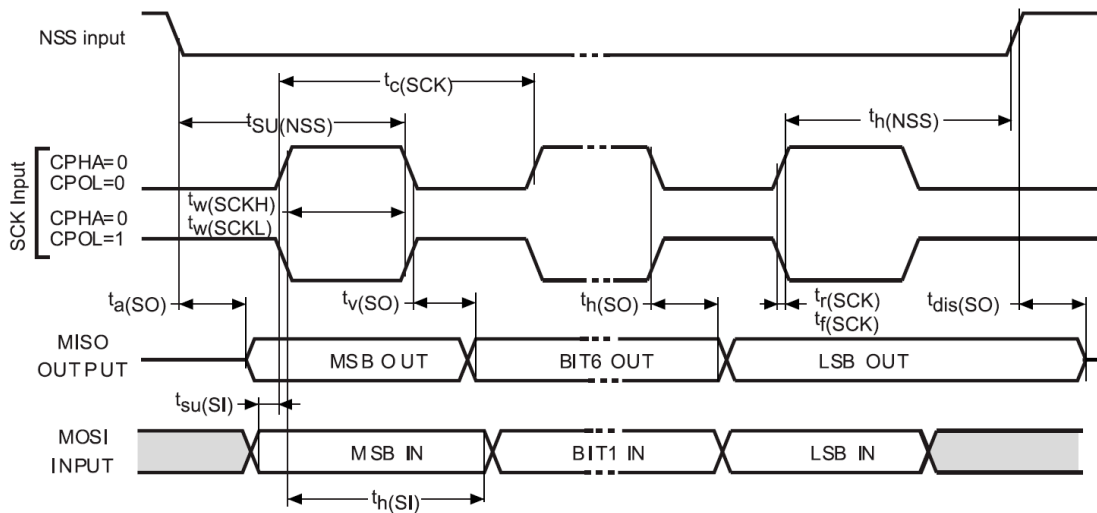 NSS input
tc(SCK)
tSU(NSS)
th(NSS)
SCK Input
CPHA=0
CPOL=0
tw(SCKH)
CPHA=0
tw(SCKL)
CPOL=1
ta(SO)
tv(SO)
th(SO)
tr(SCK)
tf(SCK)
tdis(SO)
MISO
OUTPUT
MSB OUT
BIT6 OUT
LSB OUT
tsu(SI)
MOSI
INPUT
MSB IN
BIT1 IN
LSB IN
th(SI)